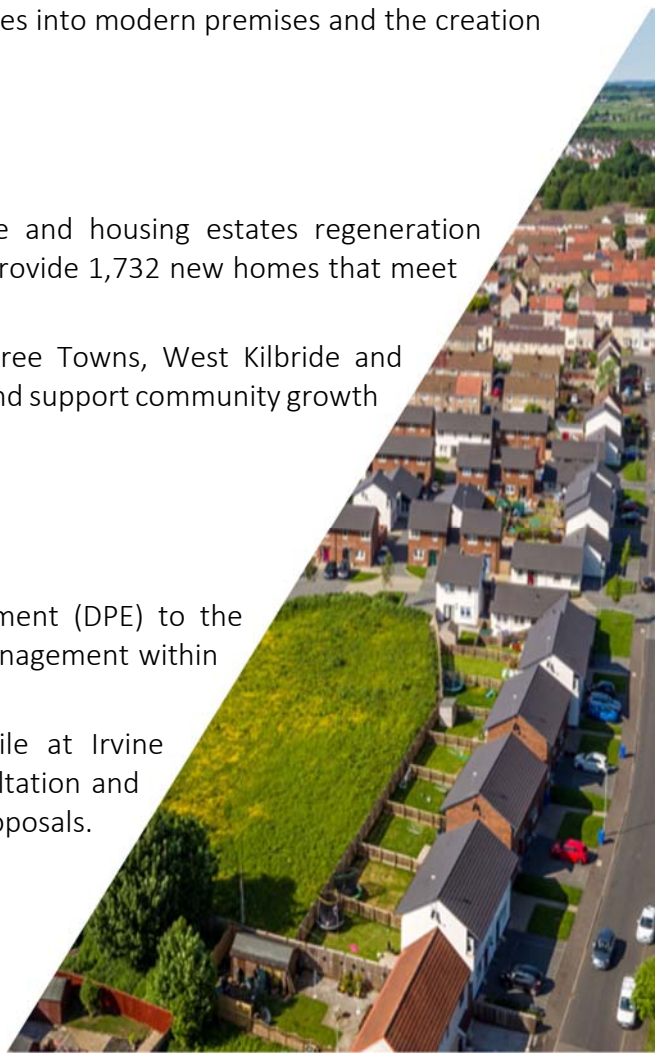 es into modern premises and the creation
e and housing estates regeneration
rovide 1,732 new homes that meet
ree Towns, West Kilbride and
nd support community growth
ment (DPE) to the
nagement within
ile at Irvine
ltation and
oposals.